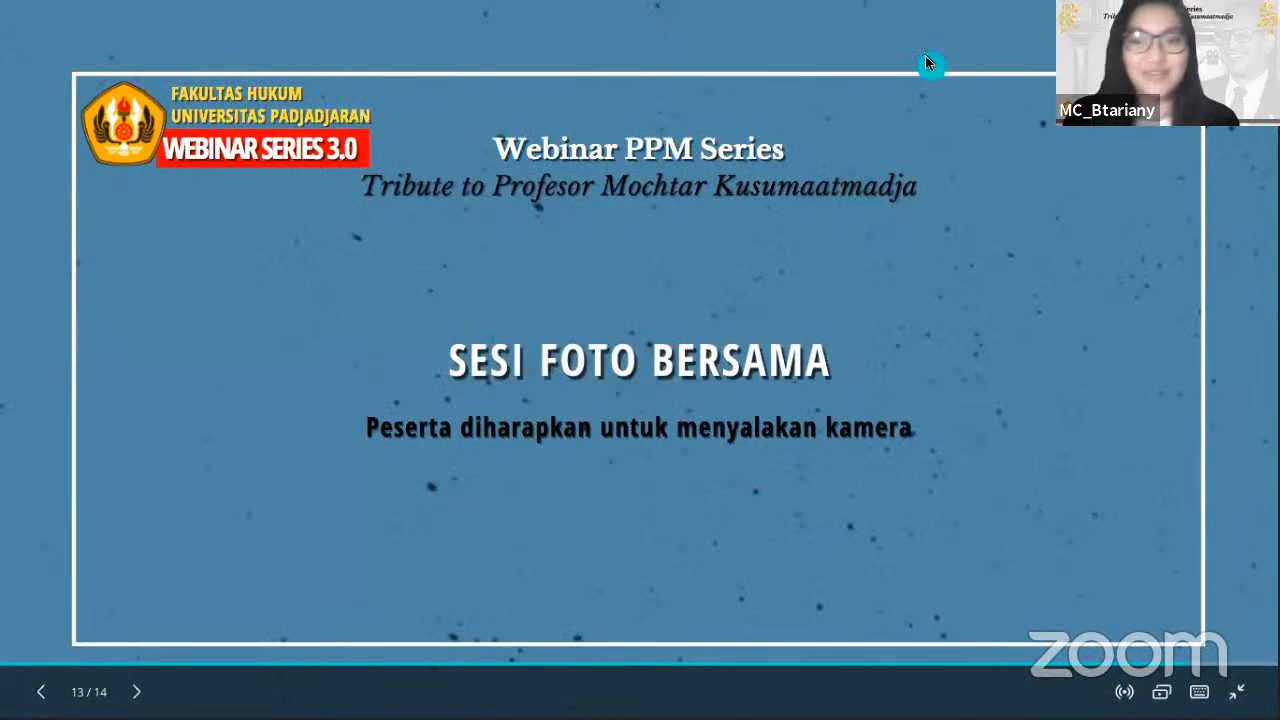 FAKULTAS HUKUM
UNIVERSITAS PADJADJARAN
WEBINAR SERIES 3.0
Webinar PPM Series
Tribute to Profesor Mochtar Kusumaatmadja
MC_Btariany
SESI FOTO BERSAMA
Peserta diharapkan untuk menyalakan kamera
zoom
13 / 14